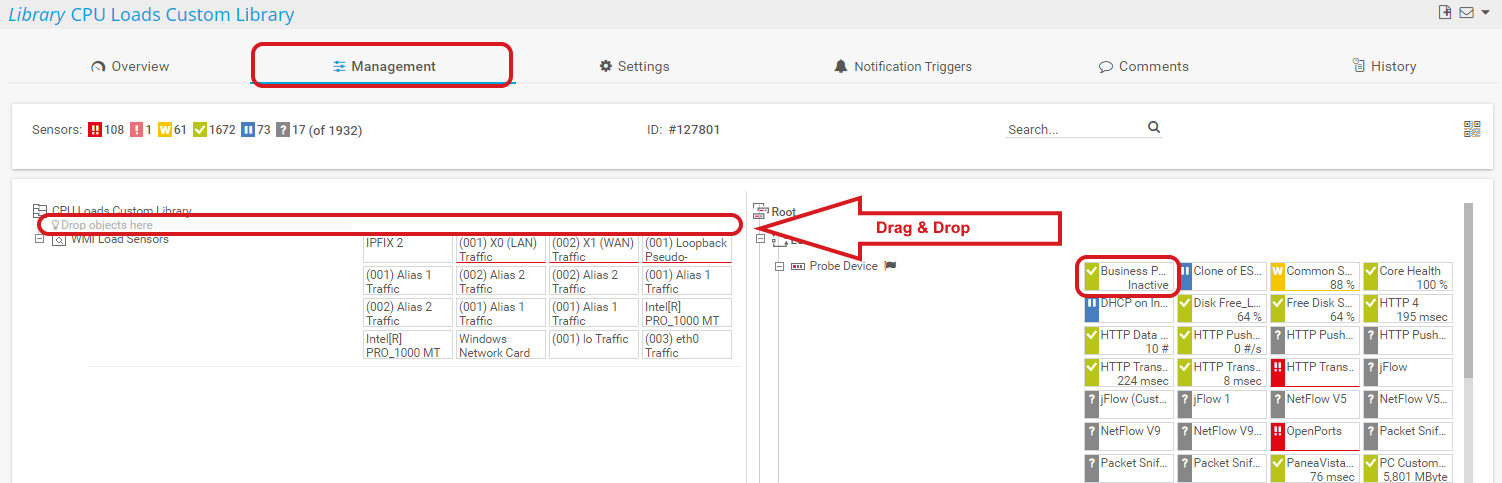 Library CPU Loads Custom Library
Overview
Management
Settings
Notification Triggers
Comments
History
Sensors: 108 1 W 61 1672 73 ? 17 (of 1932)
ID: #127801
Search...
CPU Loads Custom Library
Drop objects here
WMI Load Sensors
IPFIX 2
(001) X0 (LAN) Traffic
(002) X1 (WAN) Traffic
(001) Loopback Pseudo-
(001) Alias 1 Traffic
(002) Alias 2 Traffic
(002) Alias 2 Traffic
(001) Alias 1 Traffic
(002) Alias 2 Traffic
(001) Alias 1 Traffic
(001) Alias 1 Traffic
Intel[R] PRO_1000 MT
Intel[R] PRO_1000 MT
Windows Network Card
(001) lo Traffic
(003) eth0 Traffic
Root
Drag & Drop
Probe Device
Business P... Inactive
Clone of ES...
W Common S... 88 %
Core Health 100 %
DHCP on In...
Disk Free_L... 64 %
Free Disk S... 64 %
HTTP 4 195 msec
HTTP Data ... 10 #
HTTP Push... 0 #/s
? HTTP Push...
? HTTP Push...
HTTP Trans.. 224 msec
HTTP Trans.. 8 msec
HTTP Trans..
? jFlow
? jFlow (Cust...
? jFlow 1
? NetFlow V5
? NetFlow V5...
? NetFlow V9
? NetFlow V9...
OpenPorts
? Packet Snif...
? Packet Snif...
? Packet Snif...
PaneaVista... 76 msec
PC Custom... 5,801 MByte